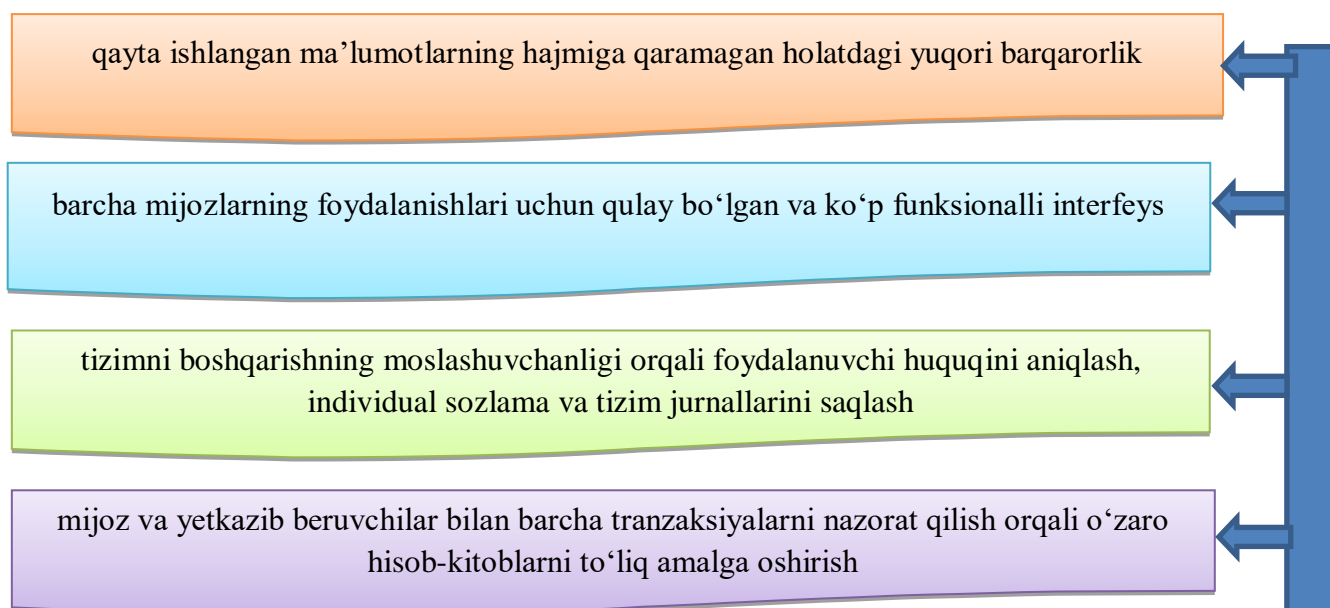 qayta ishlangan ma’lumotlarning hajmiga qaramagan holatdagi yuqori barqarorlik
barcha mijozlarning foydalanishlari uchun qulay bo‘lgan va ko‘p funksionalli interfeys
tizimni boshqarishning moslashuvchanligi orqali foydalanuvchi huquqini aniqlash,
individual sozlama va tizim jurnallarini saqlash
mijoz va yetkazib beruvchilar bilan barcha tranzaksiyalarni nazorat qilish orqali o‘zaro
hisob-kitoblarni to‘liq amalga oshirish